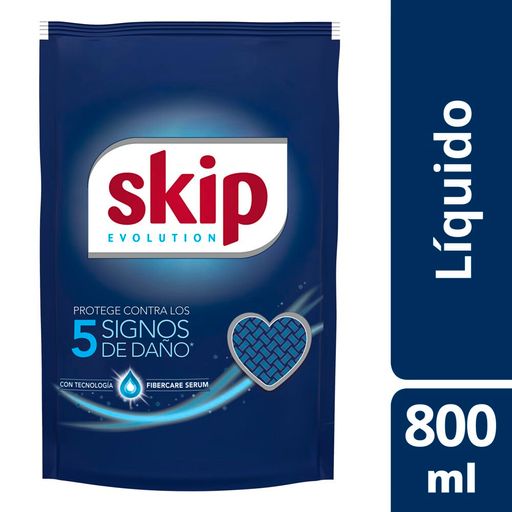 skip
EVOLUTION
PROTEGE CONTRA LOS
5 SIGNOS
DE DAÑO*
CON TECNOLOGÍA FIBERCARE SERUM
Líquido
800
ml